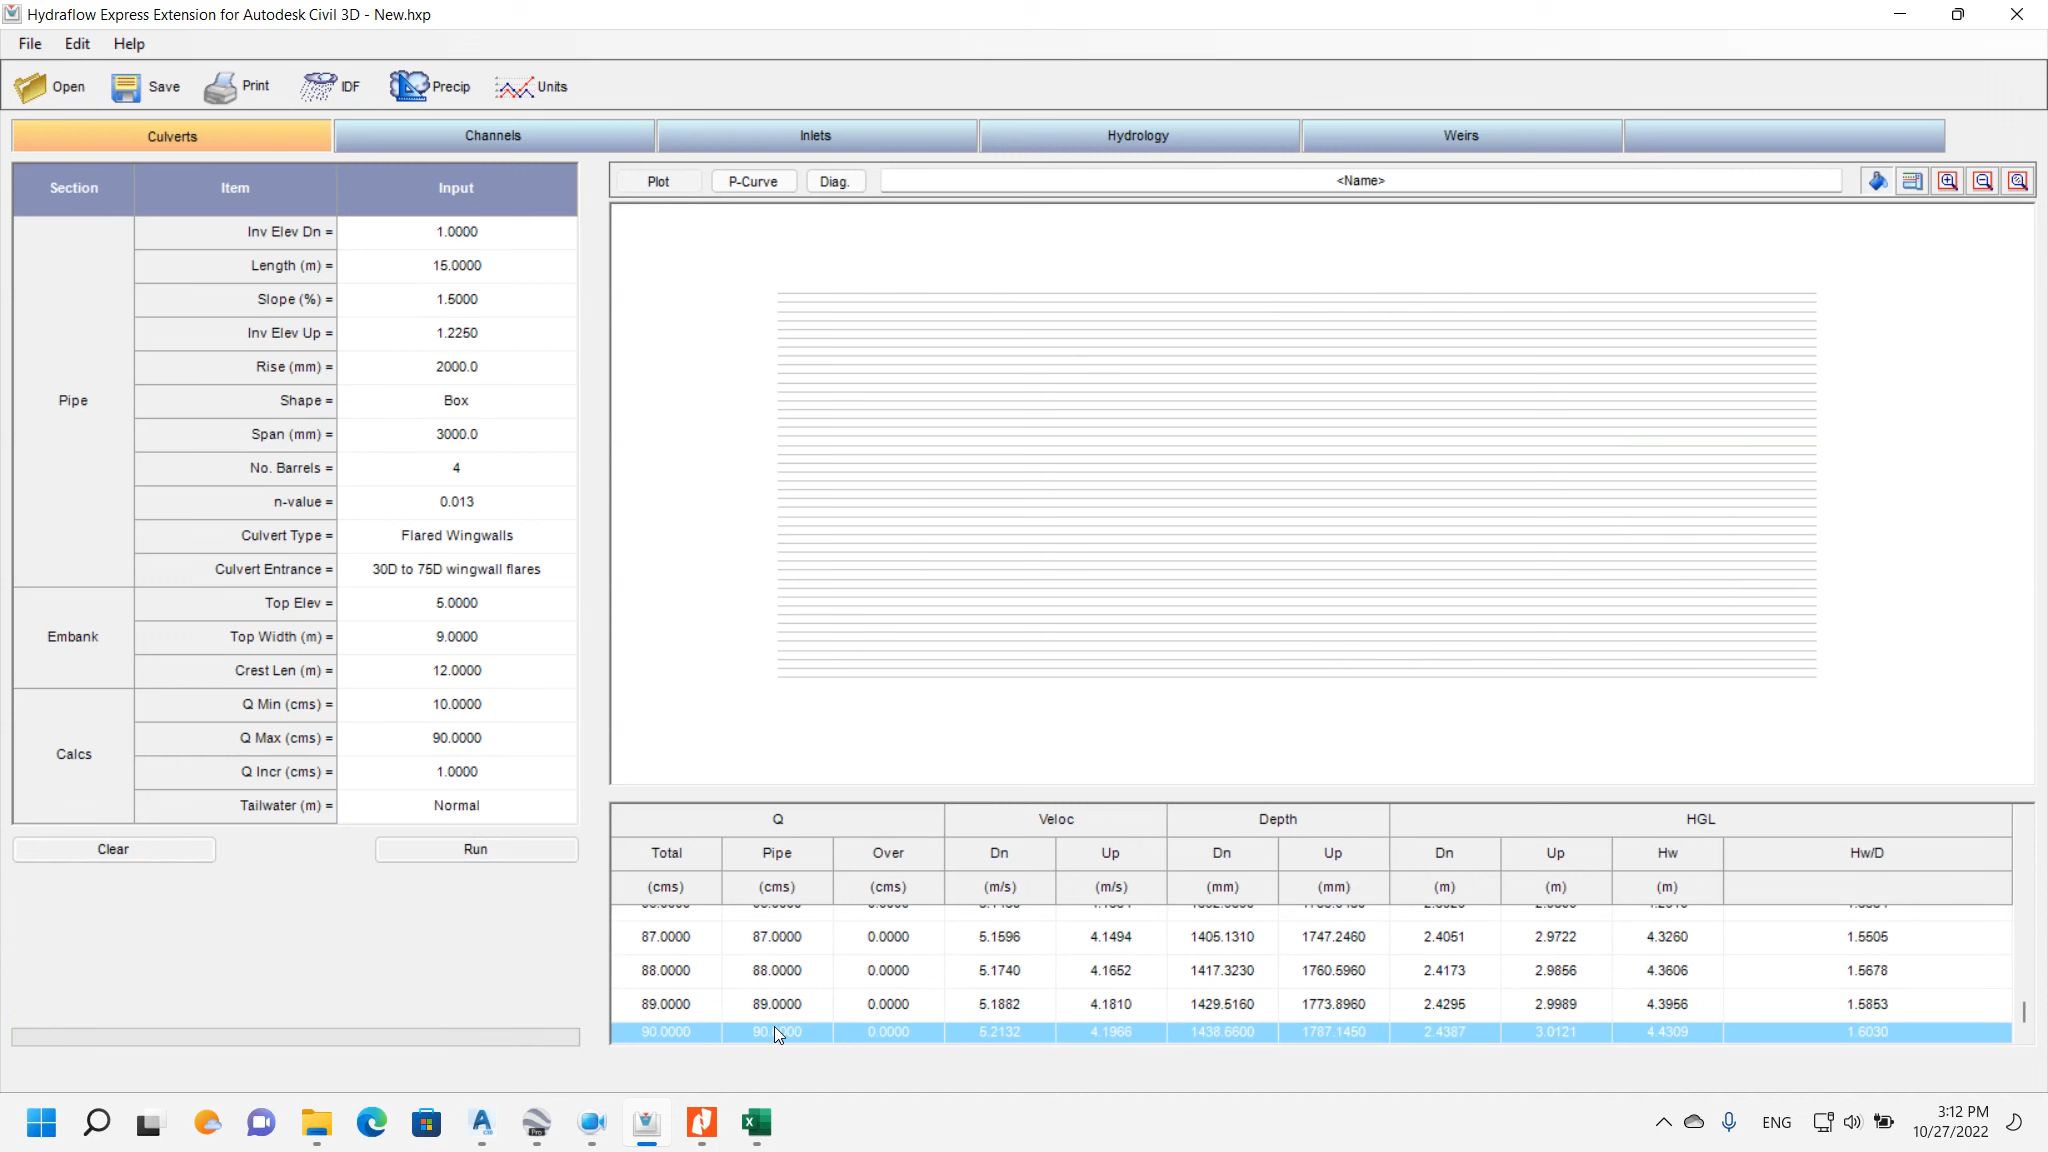 Hydraflow Express Extension for Autodesk Civil 3D - New.hxp
File Edit Help
Open Save Print IDF Precip Units
Culverts Channels Inlets Hydrology Weirs
Section Item Input
Pipe
Inv Elev Dn = 1.0000
Length (m) = 15.0000
Slope (%) = 1.5000
Inv Elev Up = 1.2250
Rise (mm) = 2000.0
Shape = Box
Span (mm) = 3000.0
No. Barrels = 4
n-value = 0.013
Culvert Type = Flared Wingwalls
Culvert Entrance = 30D to 75D wingwall flares
Embank
Top Elev = 5.0000
Top Width (m) = 9.0000
Crest Len (m) = 12.0000
Calcs
Q Min (cms) = 10.0000
Q Max (cms) = 90.0000
Q Incr (cms) = 1.0000
Tailwater (m) = Normal
Clear Run
Plot P-Curve Diag. <Name>
Q Veloc Depth HGL
Total Pipe Over Dn Up Dn Up Dn Up Hw Hw/D
(cms) (cms) (cms) (m/s) (m/s) (mm) (mm) (m) (m) (m)
87.0000 87.0000 0.0000 5.1596 4.1494 1405.1310 1747.2460 2.4051 2.9722 4.3260 1.5505
88.0000 88.0000 0.0000 5.1740 4.1652 1417.3230 1760.5960 2.4173 2.9856 4.3606 1.5678
89.0000 89.0000 0.0000 5.1882 4.1810 1429.5160 1773.8960 2.4295 2.9989 4.3956 1.5853
90.0000 0.0000 5.2132 4.1966 1438.6600 1787.1450 2.4387 3.0121 4.4309 1.6030
ENG
3:12 PM
10/27/2022